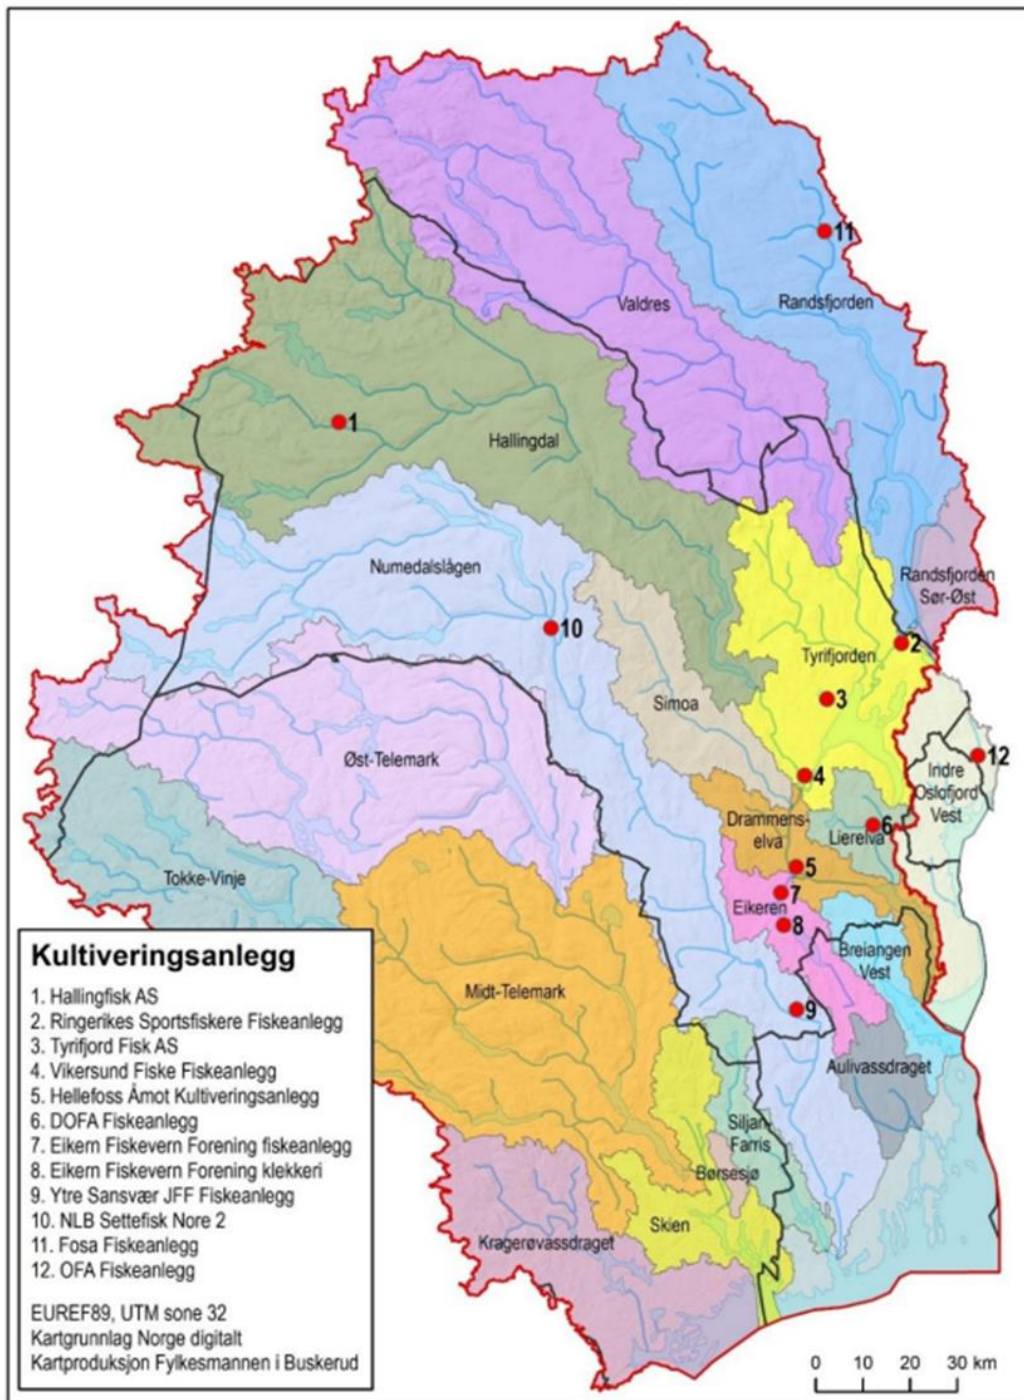 11
Valdres
Randsfjorden
1
Hallingdal
Numedalslågen
Randsfjorden
Sør-Øst
10
2
Tyrifjorden
3
Simoa
12
Øst-Telemark
4
Indre
Oslofjord
Vest
Drammens-
elva
6
Lierelva
5
Tokke-Vinje
7
Eikeren
8
Breiangen
Vest
Midt-Telemark
9
Aulivassdraget
Siljan-
Farris
Børsesjø
Skien
Kragerøvassdraget
Kultiveringsanlegg
1. Hallingfisk AS
2. Ringerikes Sportsfiskere Fiskeanlegg
3. Tyrifjord Fisk AS
4. Vikersund Fiske Fiskeanlegg
5. Hellefoss Åmot Kultiveringsanlegg
6. DOFA Fiskeanlegg
7. Eikern Fiskevern Forening fiskeanlegg
8. Eikern Fiskevern Forening klekkeri
9. Ytre Sansvær JFF Fiskeanlegg
10. NLB Settefisk Nore 2
11. Fosa Fiskeanlegg
12. OFA Fiskeanlegg
EUREF89, UTM sone 32
Kartgrunnlag Norge digitalt
Kartproduksjon Fylkesmannen i Buskerud
0 10 20 30 km